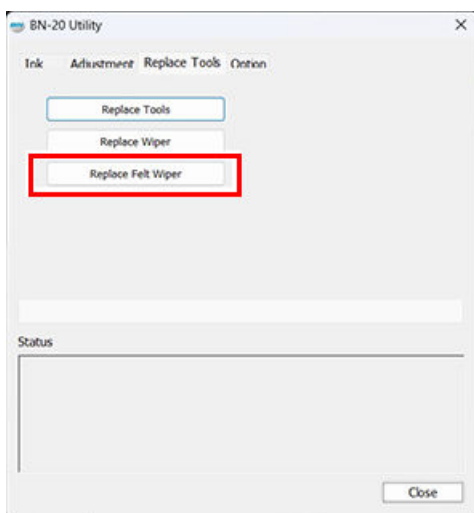 BN-20 Utility
Ink Adjustment Replace Tools Option
Replace Tools
Replace Wiper
Replace Felt Wiper
Status
Close